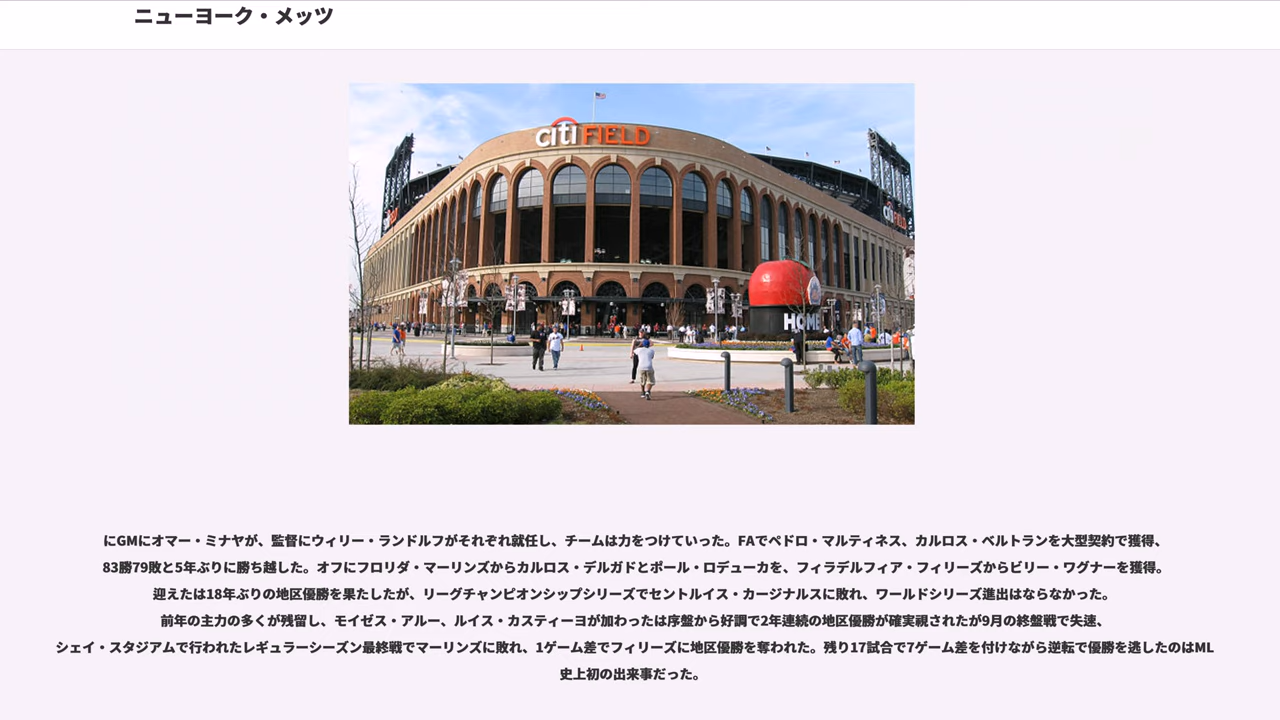 ニューヨーク・メッツ
citi FIELD
HOME
にGMにオマー・ミナヤが、監督にウィリー・ランドルフがそれぞれ就任し、チームは力をつけていった。FAでペドロ・マルティネス、カルロス・ベルトランを大型契約で獲得、
83勝79敗と5年ぶりに勝ち越した。オフにフロリダ・マーリンズからカルロス・デルガドとポール・ロデューカを、フィラデルフィア・フィリーズからビリー・ワグナーを獲得。
迎えたは18年ぶりの地区優勝を果たしたが、リーグチャンピオンシップシリーズでセントルイス・カージナルスに敗れ、ワールドシリーズ進出はならなかった。
前年の主力の多くが残留し、モイゼス・アルー、ルイス・カスティーヨが加わったは序盤から好調で2年連続の地区優勝が確実視されたが9月の終盤戦で失速、
シェイ・スタジアムで行われたレギュラーシーズン最終戦でマーリンズに敗れ、1ゲーム差でフィリーズに地区優勝を奪われた。残り17試合で7ゲーム差を付けながら逆転で優勝を逃したのはML
史上初の出来事だった。